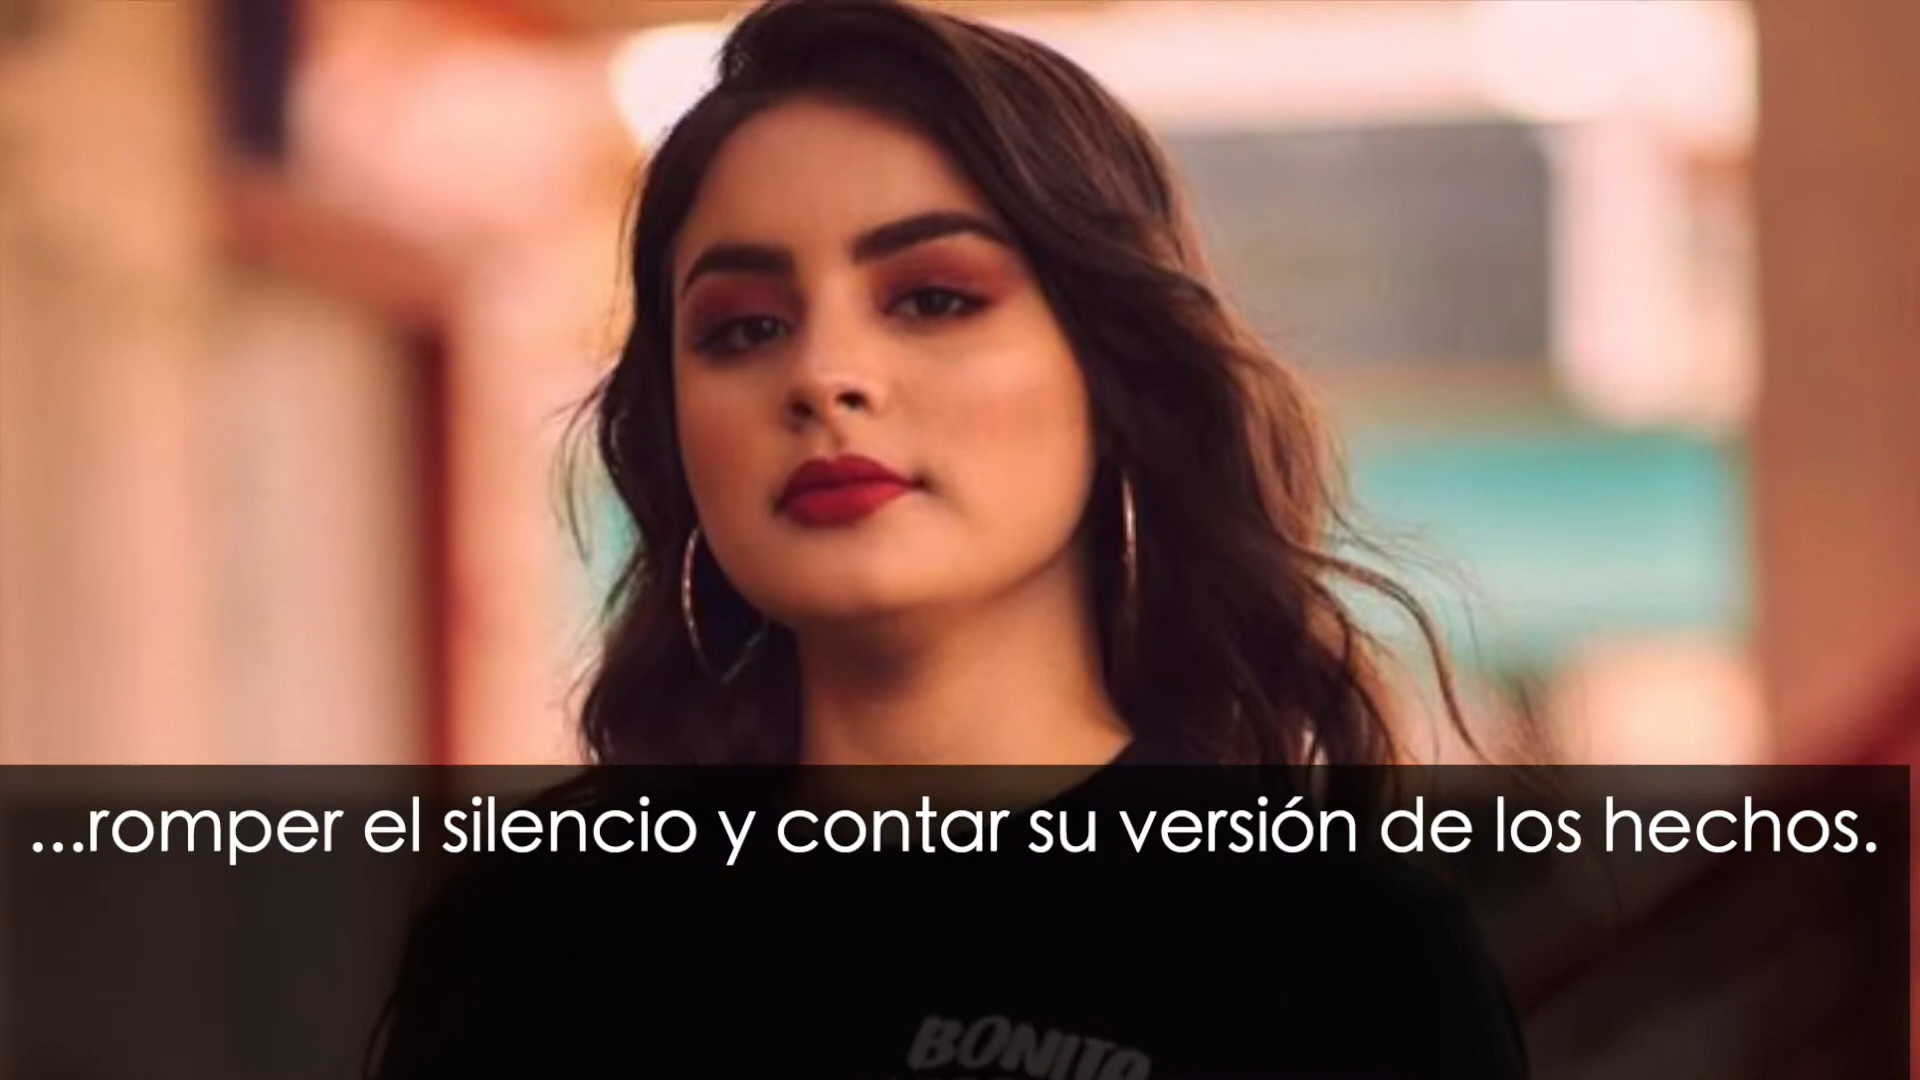 ...romper el silencio y contar su versión de los hechos.
BONITO